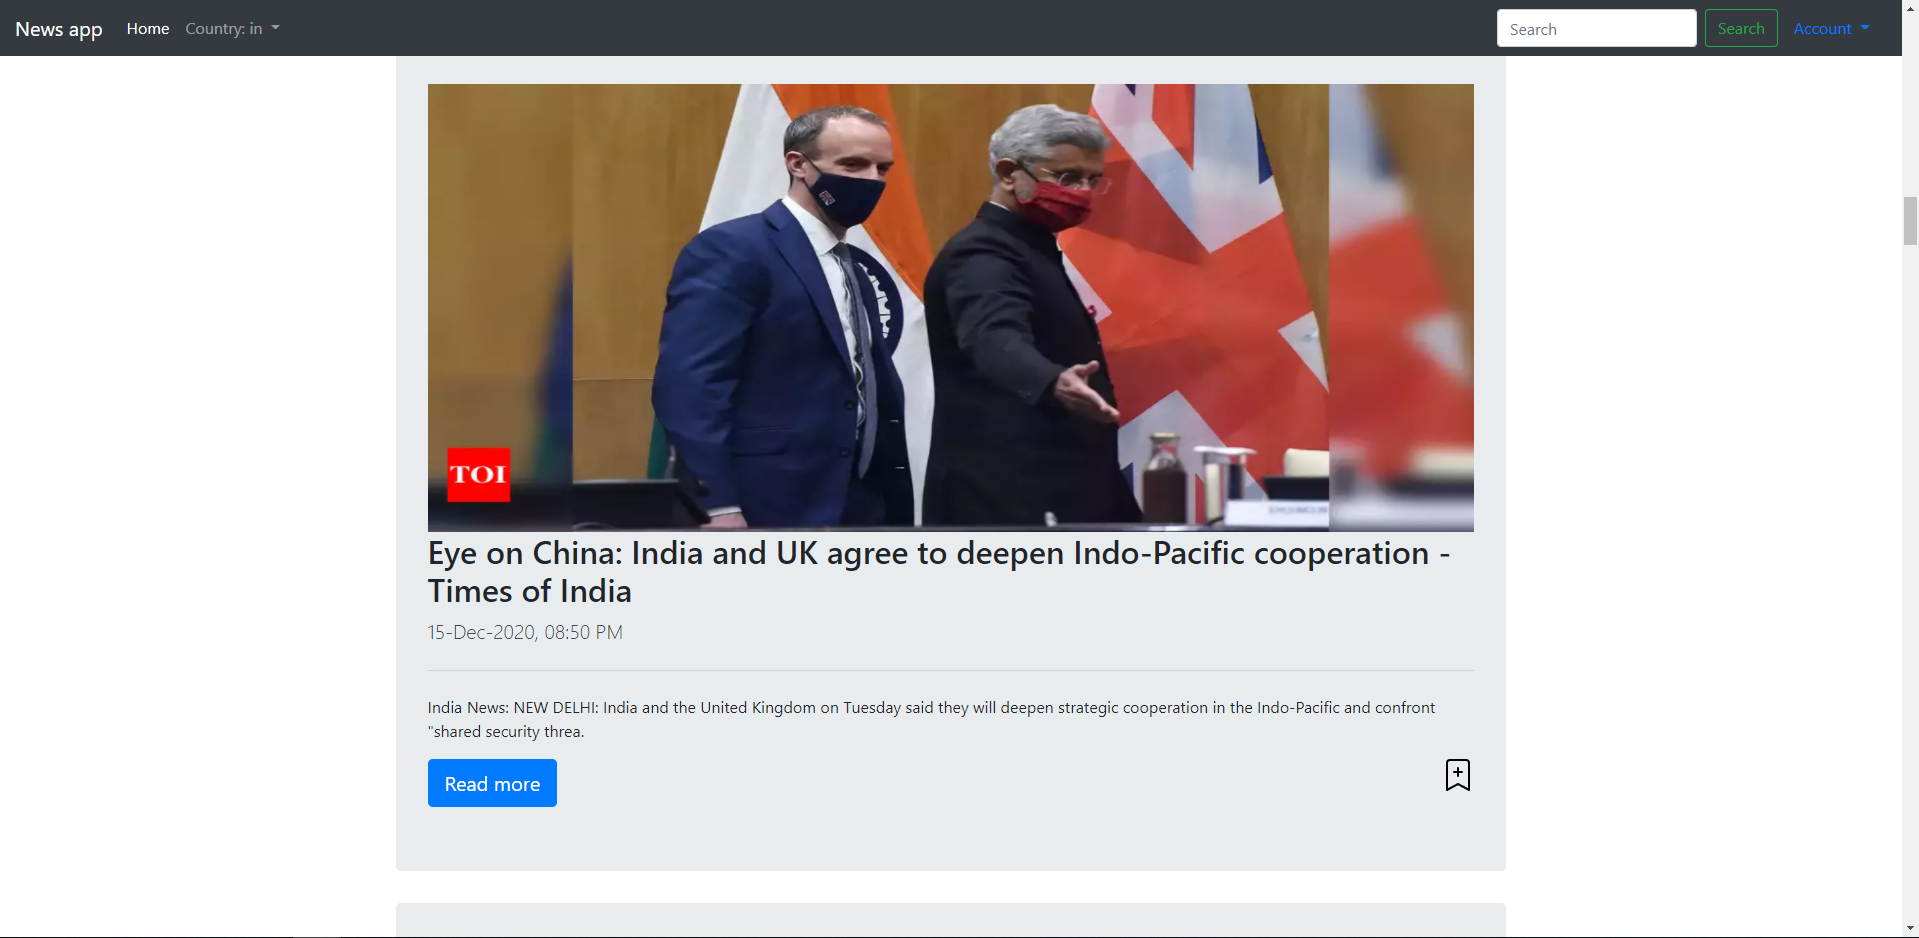 News app Home Country: in Search Search Account
TOI
Eye on China: India and UK agree to deepen Indo-Pacific cooperation -
Times of India
15-Dec-2020, 08:50 PM
India News: NEW DELHI: India and the United Kingdom on Tuesday said they will deepen strategic cooperation in the Indo-Pacific and confront
"shared security threa.
Read more